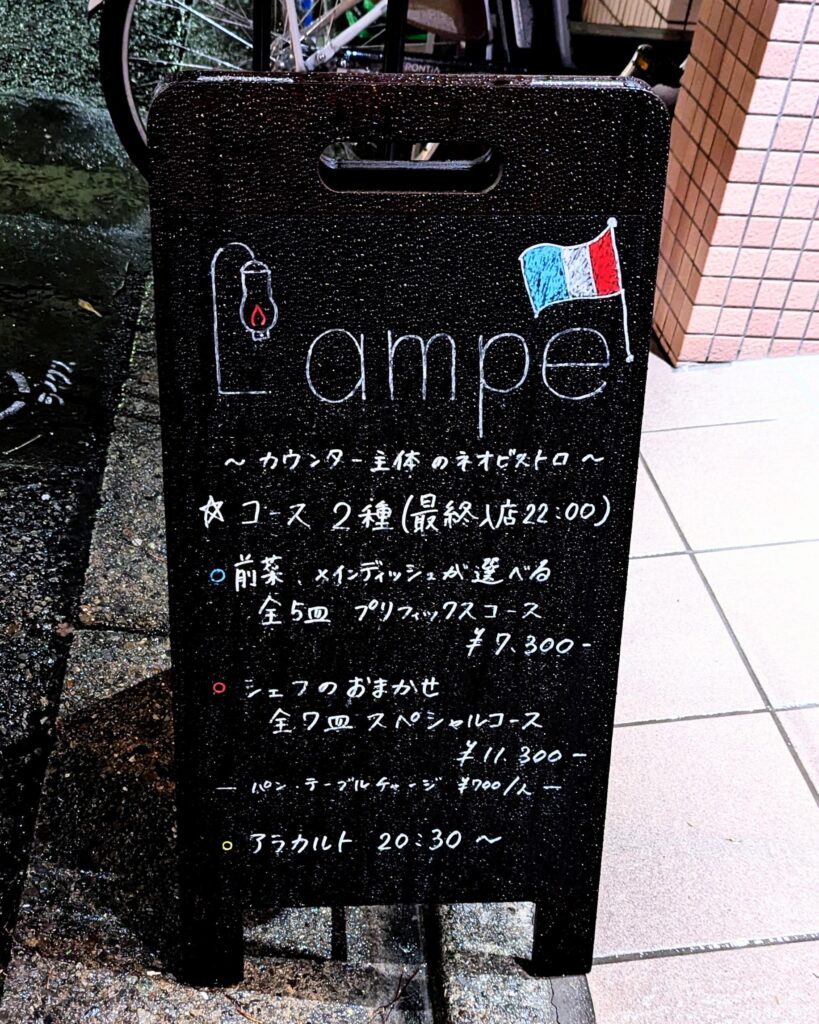 RONTIA
Lampe
～カウンター主体のネオビストロ～
☆コース 2種(最終入店22:00)
○前菜、メインディッシュが選べる
全5皿 プリフィックスコース
¥7,300-
○シェフのおまかせ
全7皿スペシャルコース
¥11,300-
— パン・テーブルチャージ ¥700/人 —
○アラカルト 20:30～